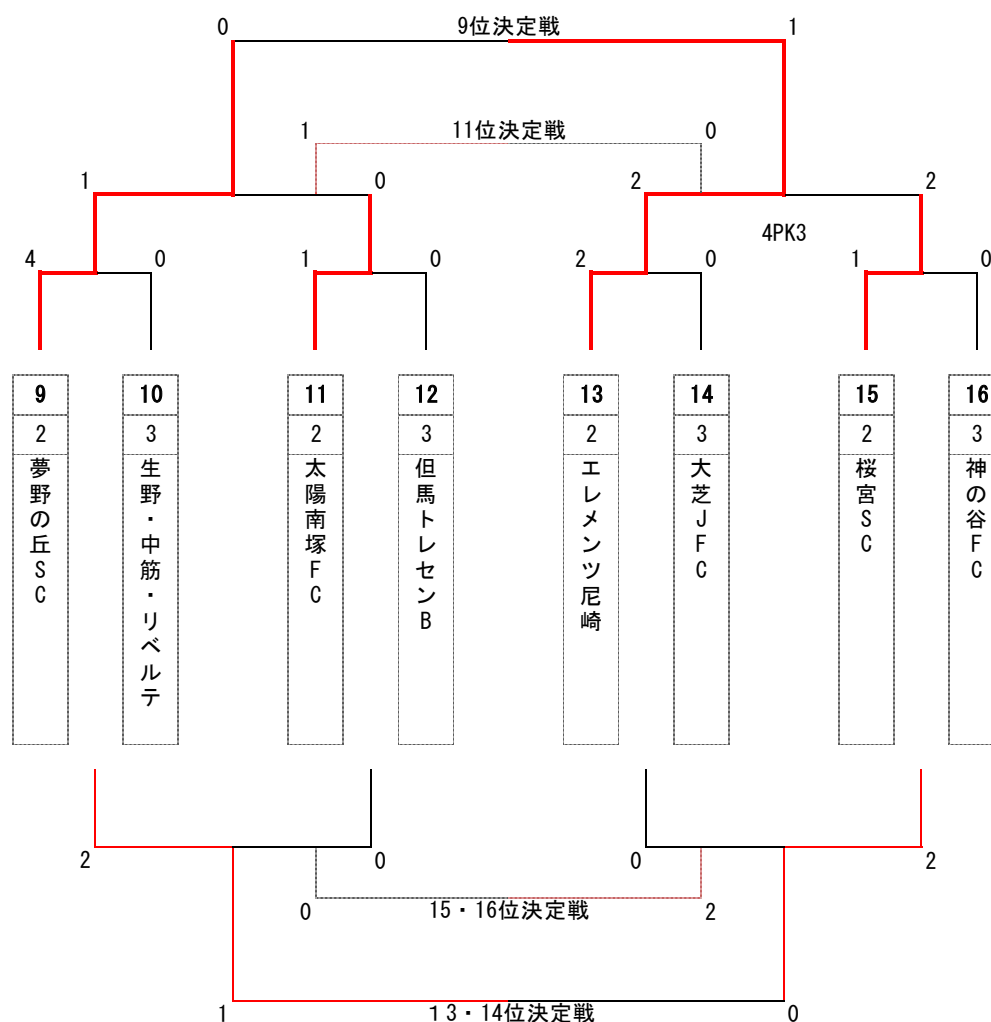 0 9位決定戦 1
1 11位決定戦 0
1 0 2 2
4PK3
4 0 1 0 2 0 1 0
9 10 11 12 13 14 15 16
2 3 2 3 2 3 2 3
夢野の丘SC
生野・中筋・リベルテ
太陽南塚FC
但馬トレセンB
エレメンツ尼崎
大芝JFC
桜宮SC
神の谷FC
2 0 0 2
0 15・16位決定戦 2
1 13・14位決定戦 0